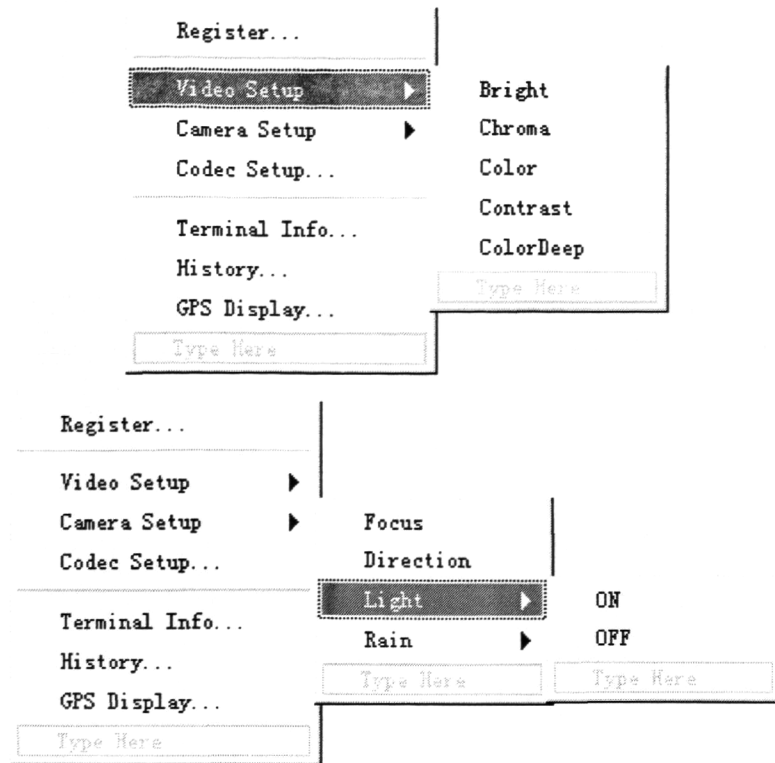 Register...
Video Setup
Camera Setup
Codec Setup...
Terminal Info...
History...
GPS Display...
Type Here
Bright
Chroma
Color
Contrast
ColorDeep
Type Here
Register...
Video Setup
Camera Setup
Codec Setup...
Terminal Info...
History...
GPS Display...
Type Here
Focus
Direction
Light
Rain
Type Here
ON
OFF
Type Here